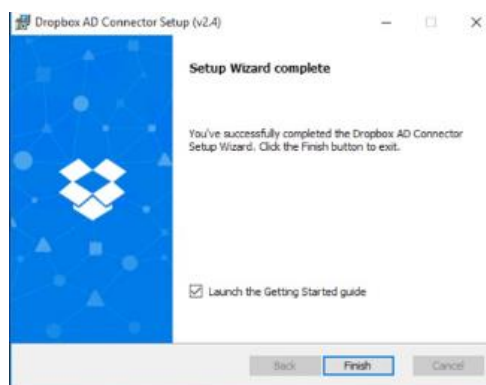 Dropbox AD Connector Setup (v2.4)
Setup Wizard complete
You've successfully completed the Dropbox AD Connector
Setup Wizard. Click the Finish button to exit.
Launch the Getting Started guide
Back Finish Cancel